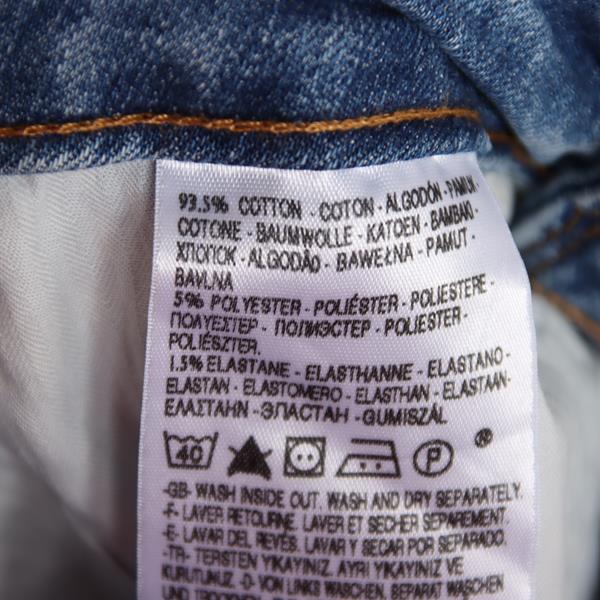 93.5% COTTON - COTON - ALGODÓN - PAMUK -
COTONE - BAUMWOLLE - KATOEN - BAMBAKI -
ХЛОПОК - ALGODÃO - BAWEŁNA - PAMUT -
BAVLNA
5% POLYESTER - POLIÉSTER - POLIESTERE -
ΠΟΛΥΕΣΤΕΡ - ПОЛИЭСТЕР - POLIESTER -
POLIÉSZTER.
1.5% ELASTANE - ELASTHANNE - ELASTANO -
ELASTAN - ELASTOMERO - ELASTHAN - ELASTAAN-
ΕΛΑΣΤΑΗΝ - ЭЛАСТАН - GUMISZÁL
40 P ®
-GB- WASH INSIDE OUT. WASH AND DRY SEPARATELY.
-F- LAVER RETOURNE. LAVER ET SECHER SEPAREMENT.
-E- LAVAR DEL REVÉS. LAVAR Y SECAR POR SEPARADO.
-TR- TERSTEN YIKAYINIZ. AYRI YIKAYINIZ VE
KURUTUNUZ. -D- VON LINKS WASCHEN, SEPARAT WASCHEN
UND